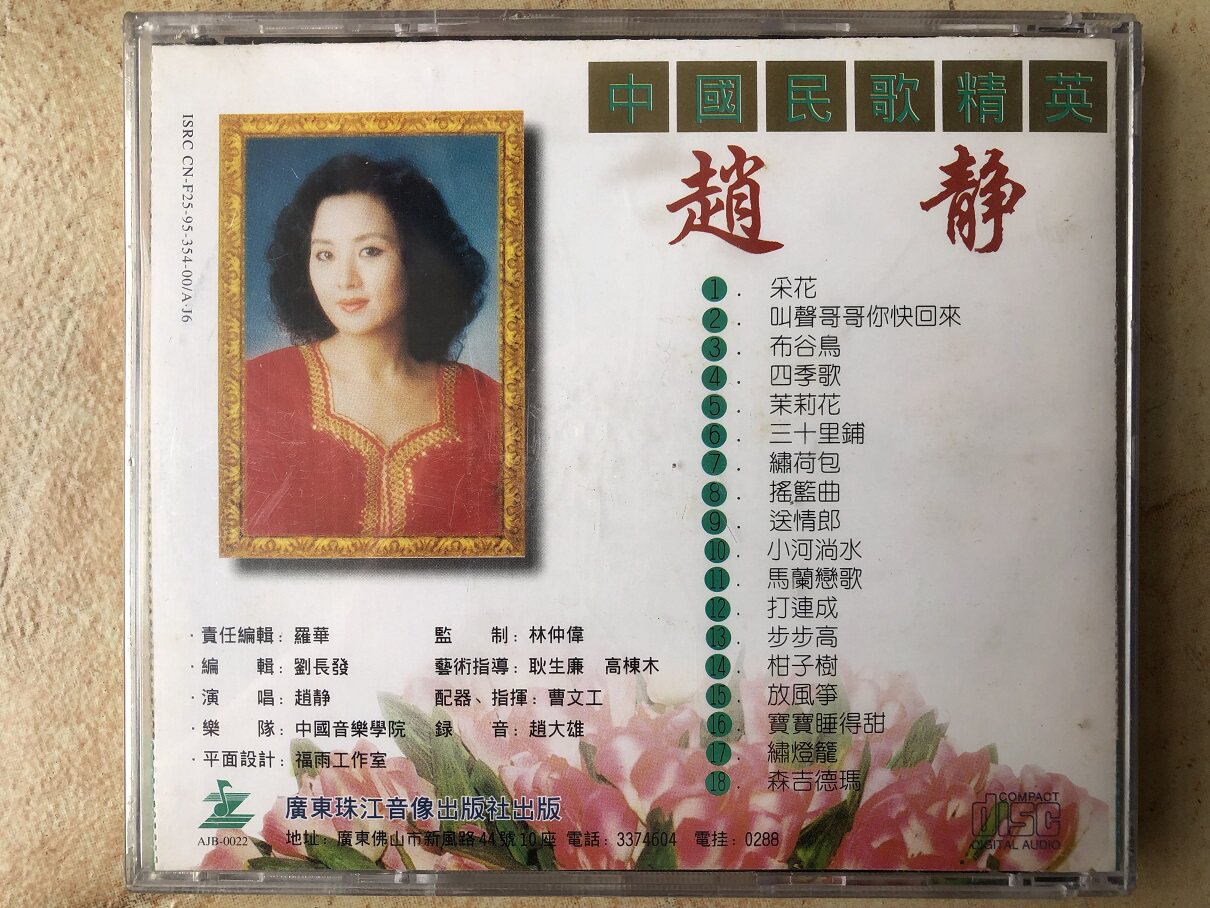 中國民歌精英
趙靜
ISRC CN-F25-95-354-00/A·J6
1. 采花
2. 叫聲哥哥你快回來
3. 布谷鳥
4. 四季歌
5. 茉莉花
6. 三十里鋪
7. 繡荷包
8. 搖籃曲
9. 送情郎
10. 小河淌水
11. 馬蘭戀歌
12. 打連成
13. 步步高
14. 柑子樹
15. 放風箏
16. 寶寶睡得甜
17. 繡燈籠
18. 森吉德瑪
·責任編輯：羅華 監 制：林仲偉
·編 輯：劉長發 藝術指導：耿生廉 高棟木
·演 唱：趙靜 配器、指揮：曹文工
·樂 隊：中國音樂學院 録 音：趙大雄
·平面設計：福雨工作室
廣東珠江音像出版社出版
AJB-0022 地址：廣東佛山市新風路44號10座 電話：3374604 電挂：0288
COMPACT
disc
DIGITAL AUDIO